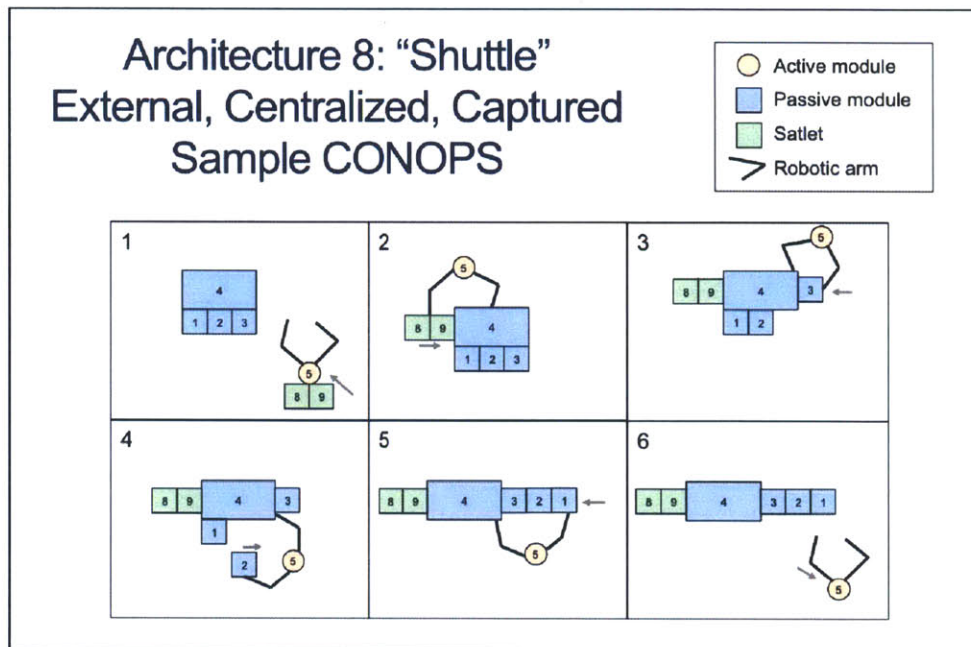 Architecture 8: “Shuttle”
External, Centralized, Captured
Sample CONOPS
Active module
Passive module
Satlet
Robotic arm
1
4
1 2 3
5
8 9
2
5
8 9 4
1 2 3
3
5
8 9 4 3
1 2
4
8 9 4 3
1
2 5
5
8 9 4 3 2 1
5
6
8 9 4 3 2 1
5